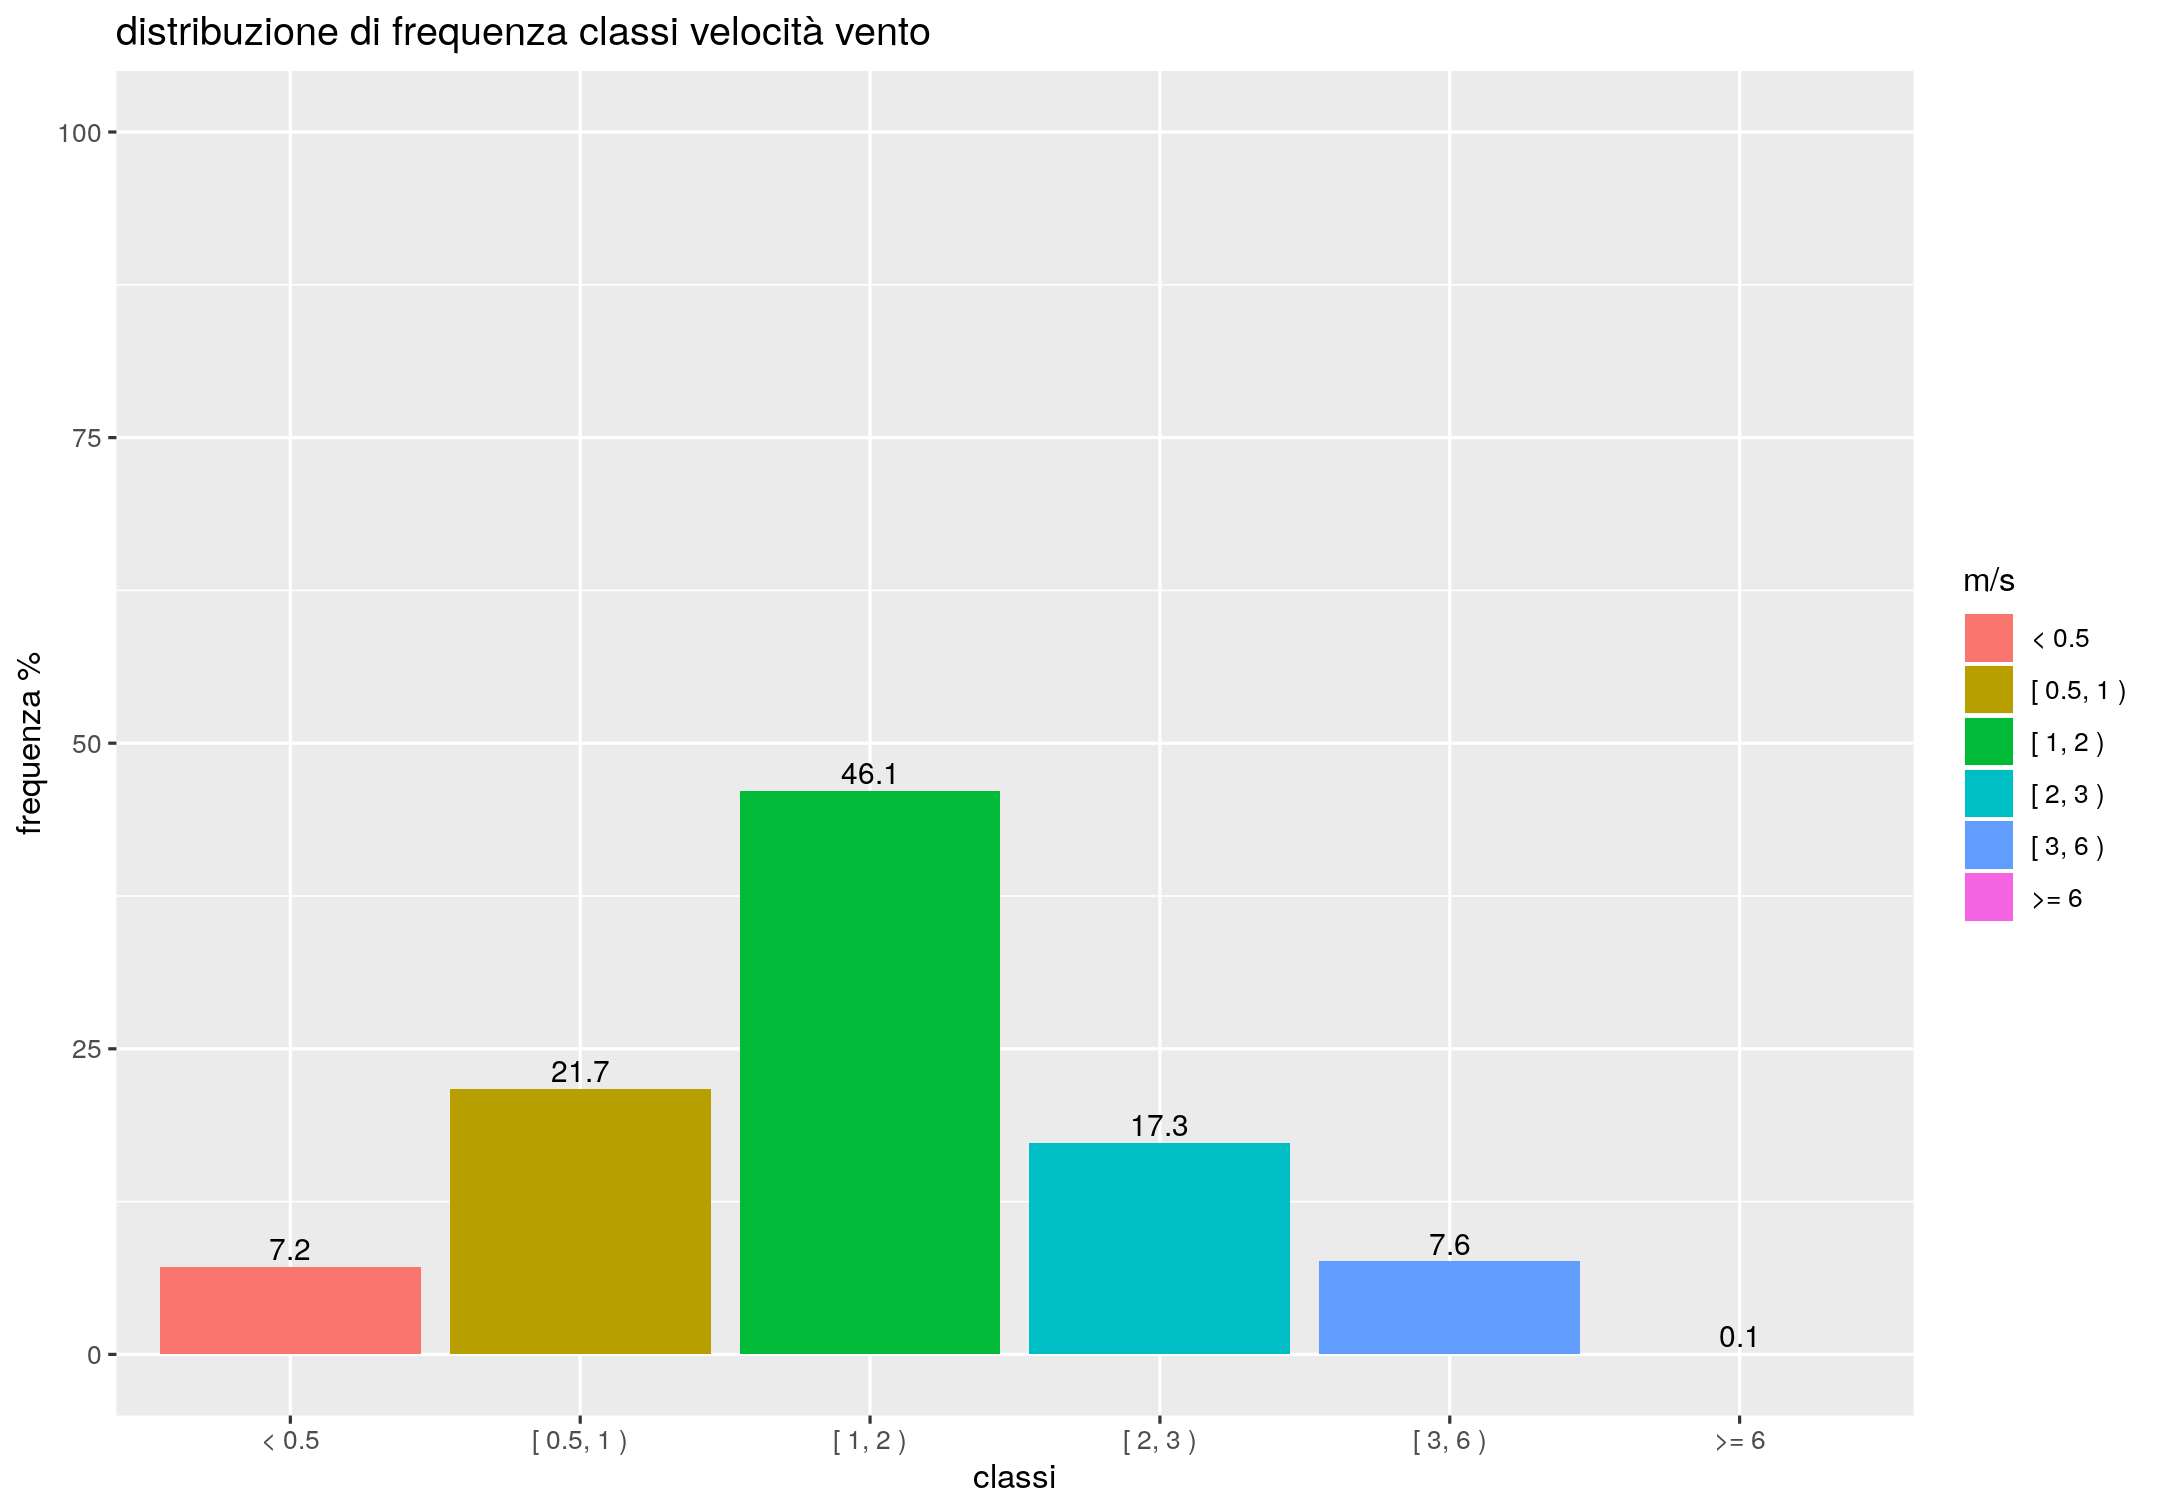 distribuzione di frequenza classi velocità vento
frequenza %
100
75
50
25
0
7.2
21.7
46.1
17.3
7.6
0.1
< 0.5
[ 0.5, 1 )
[ 1, 2 )
[ 2, 3 )
[ 3, 6 )
>= 6
classi
m/s
< 0.5
[ 0.5, 1 )
[ 1, 2 )
[ 2, 3 )
[ 3, 6 )
>= 6